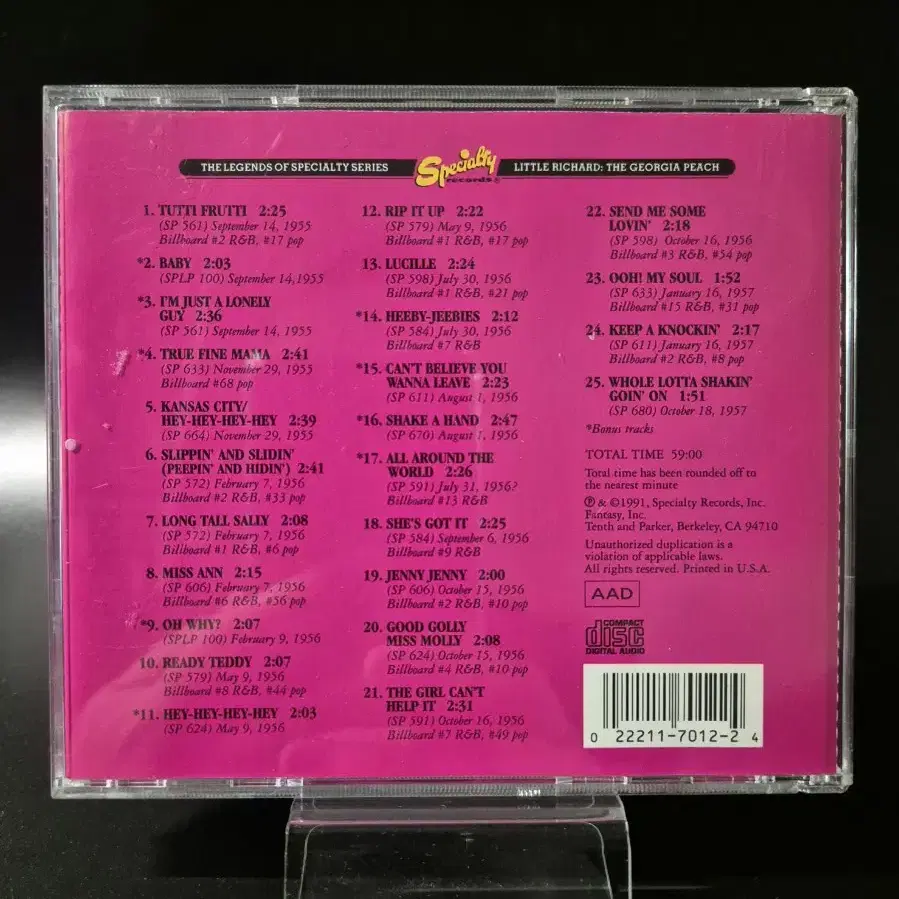 THE LEGENDS OF SPECIALTY SERIES
Specialty
records®
LITTLE RICHARD: THE GEORGIA PEACH
1. TUTTI FRUTTI 2:25
(SP 561) September 14, 1955
Billboard #2 R&B, #17 pop
*2. BABY 2:03
(SPLP 100) September 14,1955
*3. I'M JUST A LONELY
GUY 2:36
(SP 561) September 14, 1955
*4. TRUE FINE MAMA 2:41
(SP 633) November 29, 1955
Billboard #68 pop
5. KANSAS CITY/
HEY-HEY-HEY-HEY 2:39
(SP 664) November 29, 1955
6. SLIPPIN' AND SLIDIN'
(PEEPIN' AND HIDIN') 2:41
(SP 572) February 7, 1956
Billboard #2 R&B, #33 pop
7. LONG TALL SALLY 2:08
(SP 572) February 7, 1956
Billboard #1 R&B, #6 pop
8. MISS ANN 2:15
(SP 606) February 7, 1956
Billboard #6 R&B, #56 pop
*9. OH WHY? 2:07
(SPLP 100) February 9, 1956
10. READY TEDDY 2:07
(SP 579) May 9, 1956
Billboard #8 R&B, #44 pop
*11. HEY-HEY-HEY-HEY 2:03
(SP 624) May 9, 1956
12. RIP IT UP 2:22
(SP 579) May 9, 1956
Billboard #1 R&B, #17 pop
13. LUCILLE 2:24
(SP 598) July 30, 1956
Billboard #1 R&B, #21 pop
*14. HEEBY-JEEBIES 2:12
(SP 584) July 30, 1956
Billboard #7 R&B
*15. CAN'T BELIEVE YOU
WANNA LEAVE 2:23
(SP 611) August 1, 1956
*16. SHAKE A HAND 2:47
(SP 670) August 1, 1956
*17. ALL AROUND THE
WORLD 2:26
(SP 591) July 31, 1956?
Billboard #13 R&B
18. SHE'S GOT IT 2:25
(SP 584) September 6, 1956
Billboard #9 R&B
19. JENNY JENNY 2:00
(SP 606) October 15, 1956
Billboard #2 R&B, #10 pop
20. GOOD GOLLY
MISS MOLLY 2:08
(SP 624) October 15, 1956
Billboard #4 R&B, #10 pop
21. THE GIRL CAN'T
HELP IT 2:31
(SP 591) October 16, 1956
Billboard #7 R&B, #49 pop
22. SEND ME SOME
LOVIN' 2:18
(SP 598) October 16, 1956
Billboard #3 R&B, #54 pop
23. OOH! MY SOUL 1:52
(SP 633) January 16, 1957
Billboard #15 R&B, #31 pop
24. KEEP A KNOCKIN' 2:17
(SP 611) January 16, 1957
Billboard #2 R&B, #8 pop
25. WHOLE LOTTA SHAKIN'
GOIN' ON 1:51
(SP 680) October 18, 1957
*Bonus tracks
TOTAL TIME 59:00
Total time has been rounded off to
the nearest minute
℗ & ©1991, Specialty Records, Inc.
Fantasy, Inc.
Tenth and Parker, Berkeley, CA 94710
Unauthorized duplication is a
violation of applicable laws.
All rights reserved. Printed in U.S.A.
AAD
COMPACT
disc
DIGITAL AUDIO
0 22211-7012-2 4